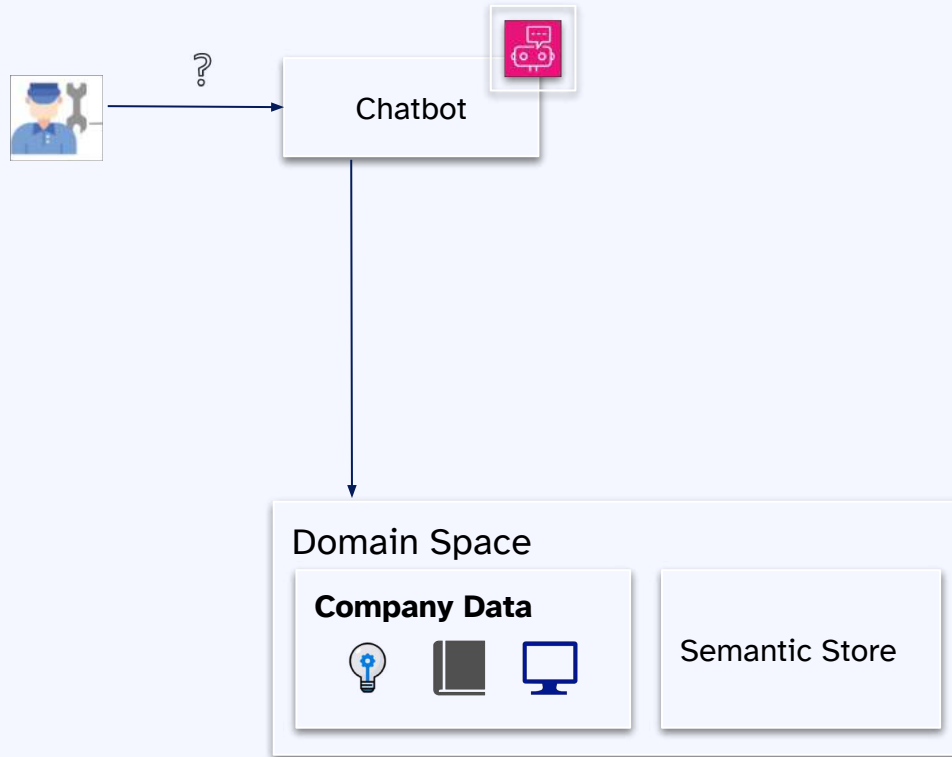 ?
Chatbot
Domain Space
Company Data
Semantic Store